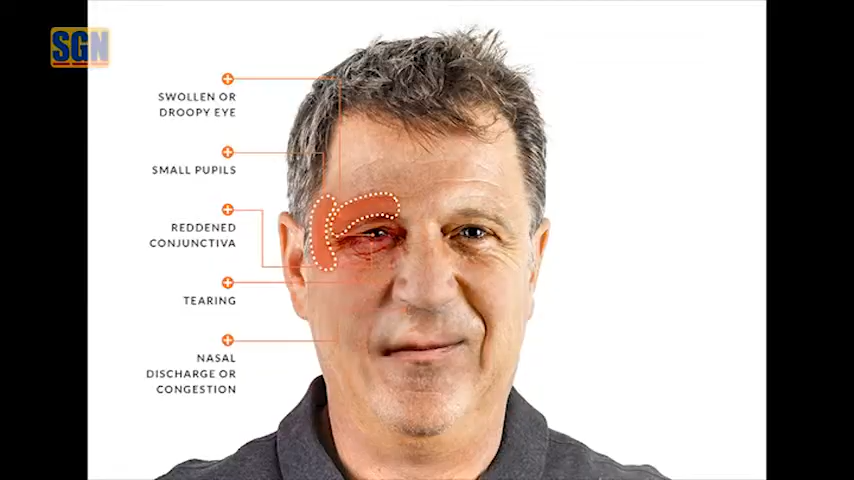 SGN
SWOLLEN OR
DROOPY EYE
SMALL PUPILS
REDDENED
CONJUNCTIVA
TEARING
NASAL
DISCHARGE OR
CONGESTION